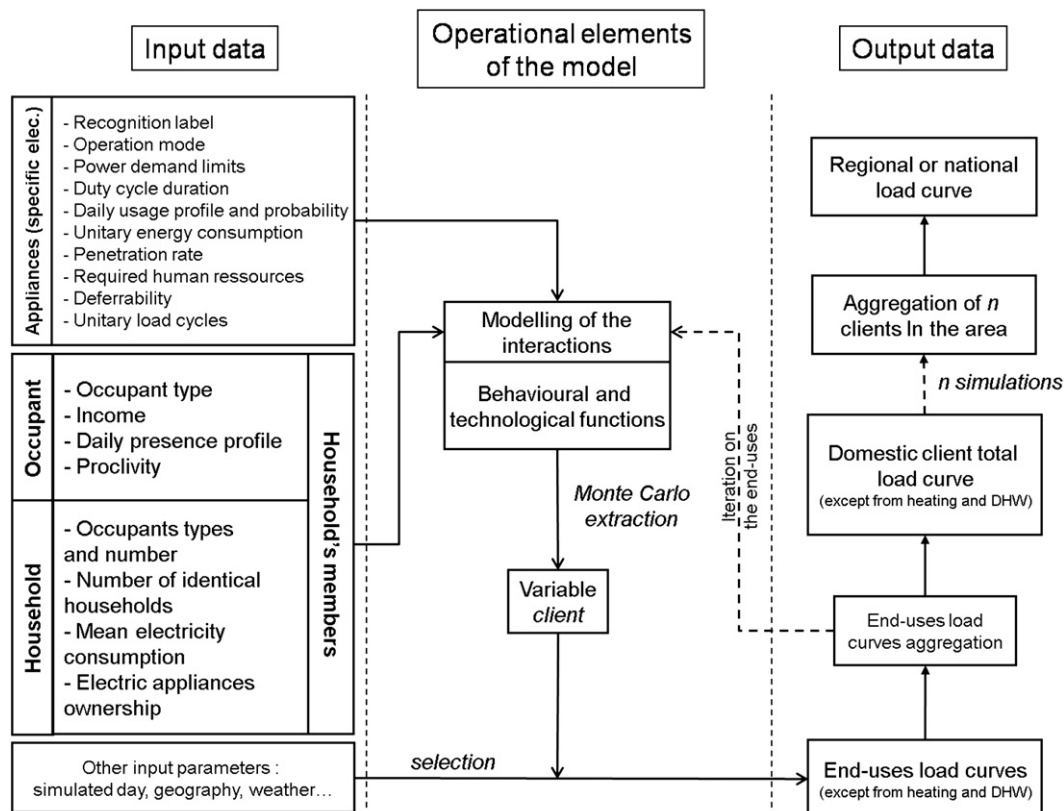 Input data
Operational elements
of the model
Output data
Appliances (specific elec.)
- Recognition label
- Operation mode
- Power demand limits
- Duty cycle duration
- Daily usage profile and probability
- Unitary energy consumption
- Penetration rate
- Required human ressources
- Deferrability
- Unitary load cycles
Occupant
- Occupant type
- Income
- Daily presence profile
- Proclivity
Household
- Occupants types
and number
- Number of identical
households
- Mean electricity
consumption
- Electric appliances
ownership
Household's members
Other input parameters :
simulated day, geography, weather...
Modelling of the
interactions
Behavioural and
technological functions
Monte Carlo
extraction
Variable
client
selection
Iteration on
the end-uses
Regional or national
load curve
Aggregation of n
clients In the area
n simulations
Domestic client total
load curve
(except from heating and DHW)
End-uses load
curves aggregation
End-uses load curves
(except from heating and DHW)